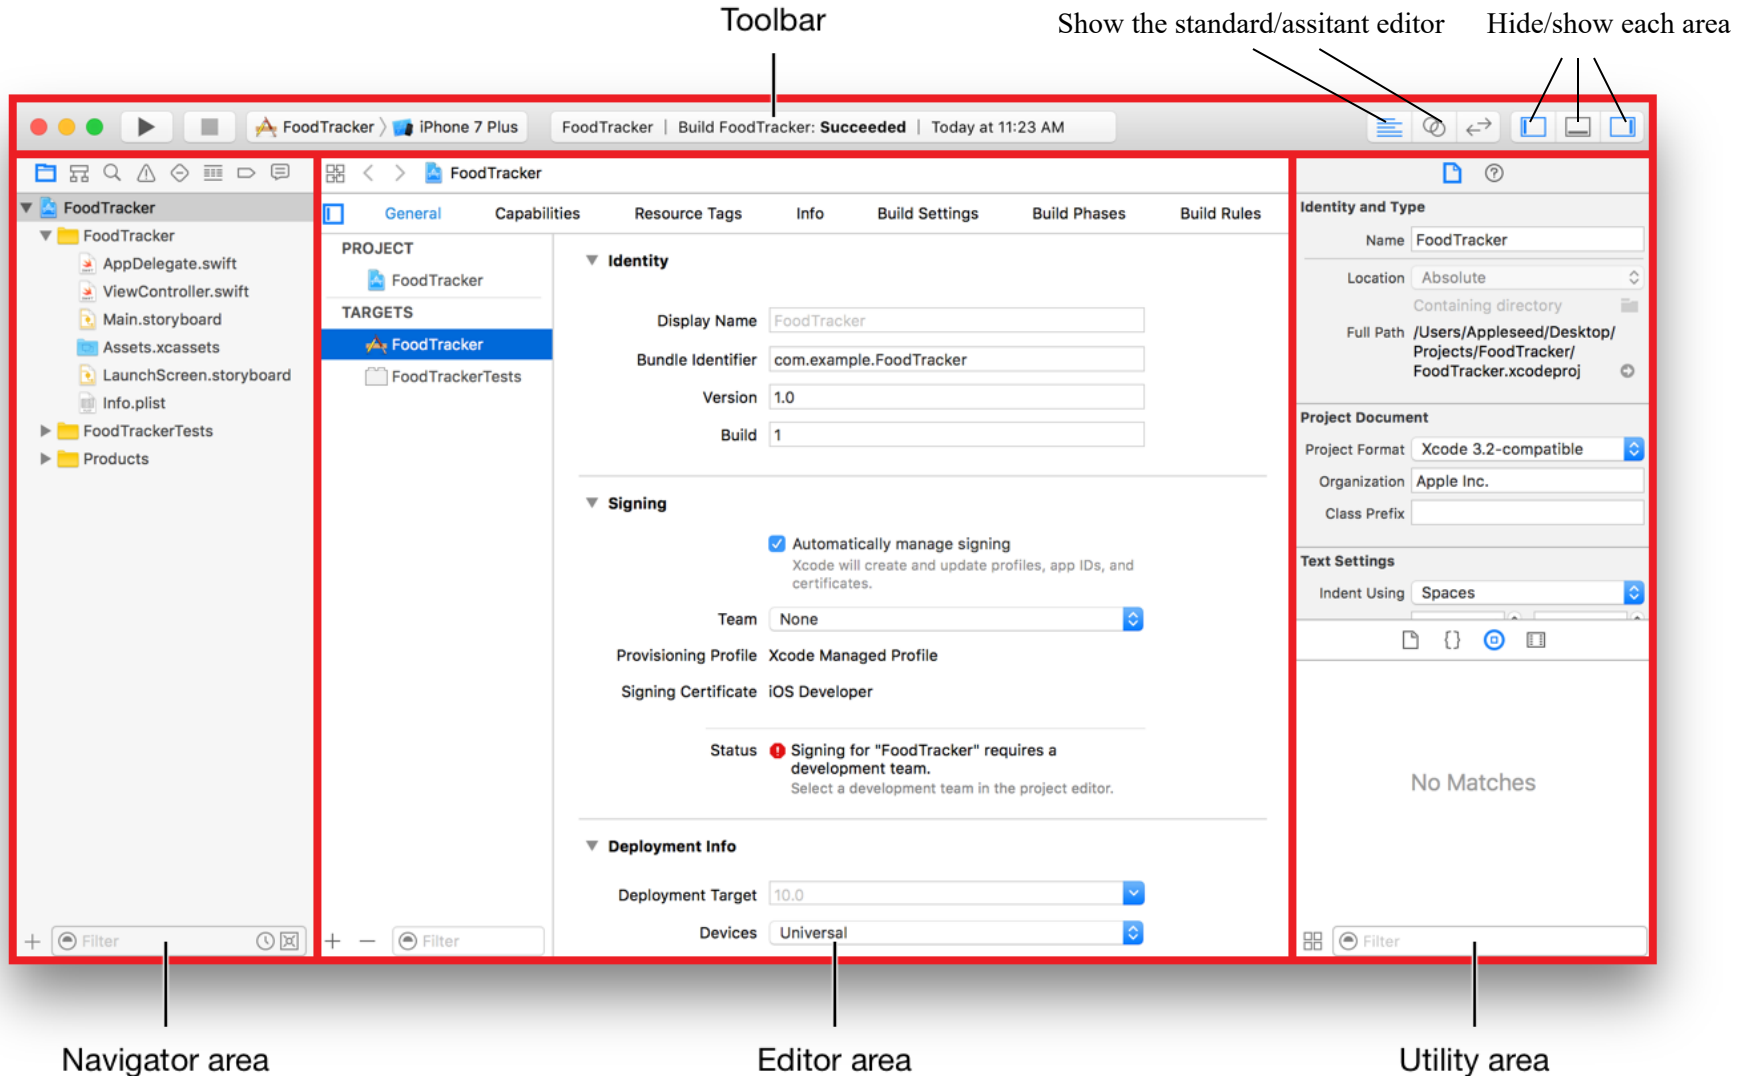 Toolbar
Show the standard/assitant editor
Hide/show each area
FoodTracker
iPhone 7 Plus
FoodTracker | Build FoodTracker: Succeeded | Today at 11:23 AM
FoodTracker
FoodTracker
AppDelegate.swift
ViewController.swift
Main.storyboard
Assets.xcassets
LaunchScreen.storyboard
Info.plist
FoodTrackerTests
Products
Filter
FoodTracker
General
Capabilities
Resource Tags
Info
Build Settings
Build Phases
Build Rules
PROJECT
FoodTracker
TARGETS
FoodTracker
FoodTrackerTests
Filter
Identity
Display Name FoodTracker
Bundle Identifier com.example.FoodTracker
Version 1.0
Build 1
Signing
Automatically manage signing
Xcode will create and update profiles, app IDs, and
certificates.
Team None
Provisioning Profile Xcode Managed Profile
Signing Certificate iOS Developer
Status Signing for "FoodTracker" requires a
development team.
Select a development team in the project editor.
Deployment Info
Deployment Target 10.0
Devices Universal
Identity and Type
Name FoodTracker
Location Absolute
Containing directory
Full Path /Users/Appleseed/Desktop/
Projects/FoodTracker/
FoodTracker.xcodeproj
Project Document
Project Format Xcode 3.2-compatible
Organization Apple Inc.
Class Prefix
Text Settings
Indent Using Spaces
{}
No Matches
Filter
Navigator area
Editor area
Utility area